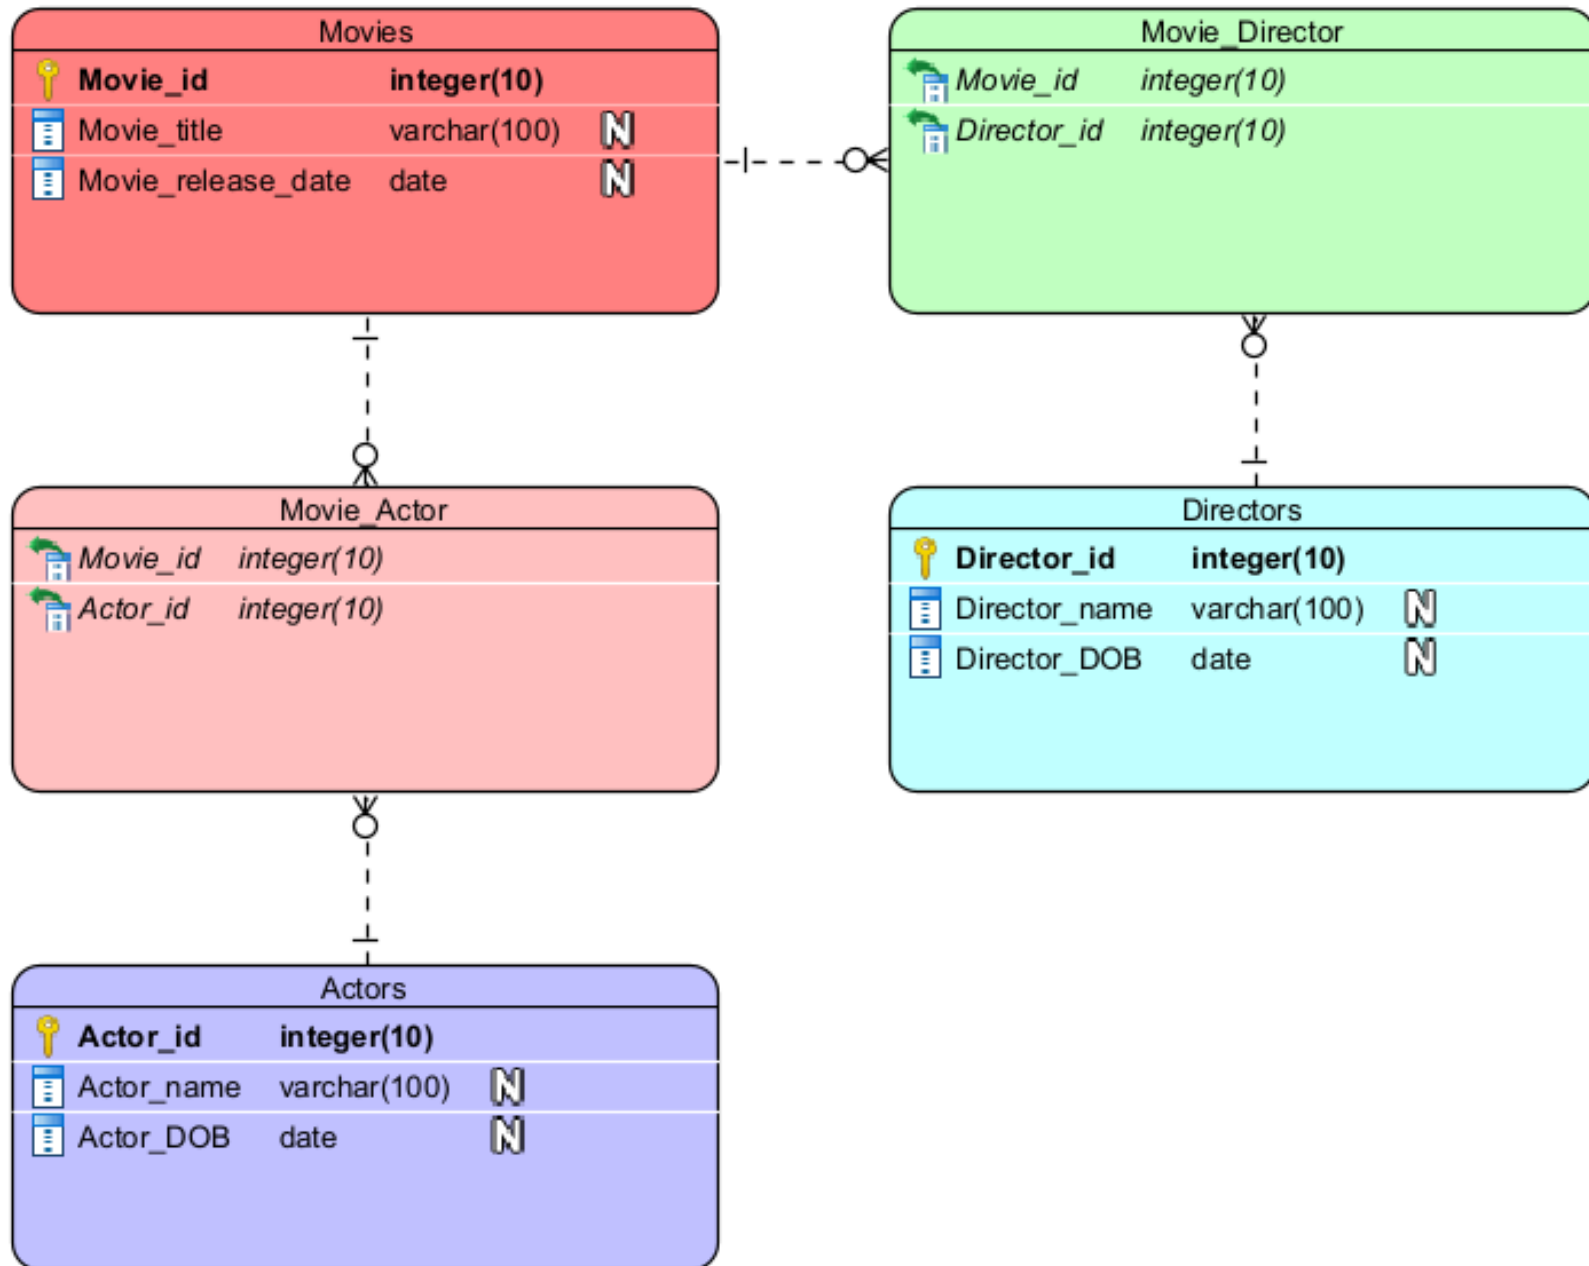 Movies
Movie_id integer(10)
Movie_title varchar(100) N
Movie_release_date date N
Movie_Director
Movie_id integer(10)
Director_id integer(10)
Movie_Actor
Movie_id integer(10)
Actor_id integer(10)
Directors
Director_id integer(10)
Director_name varchar(100) N
Director_DOB date N
Actors
Actor_id integer(10)
Actor_name varchar(100) N
Actor_DOB date N